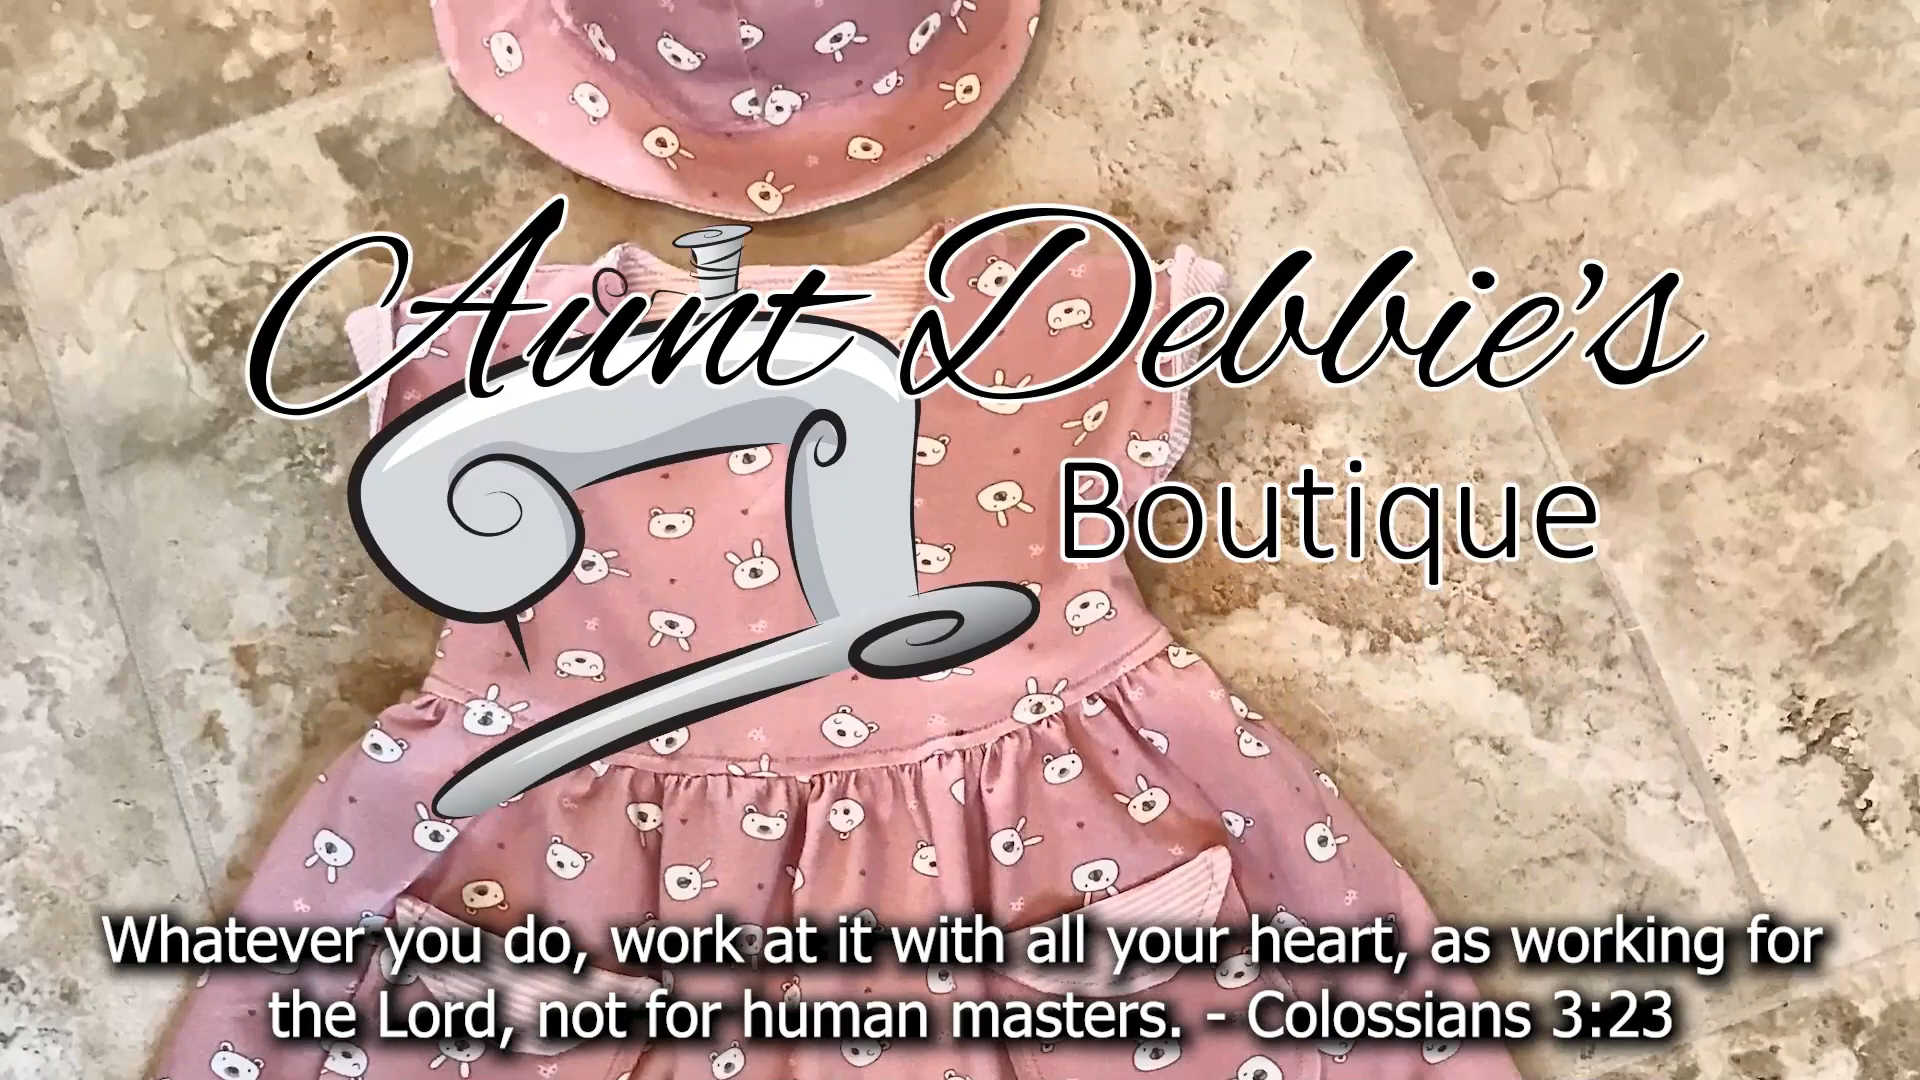 Aunt Debbie's
Boutique
Whatever you do, work at it with all your heart, as working for
the Lord, not for human masters. - Colossians 3:23